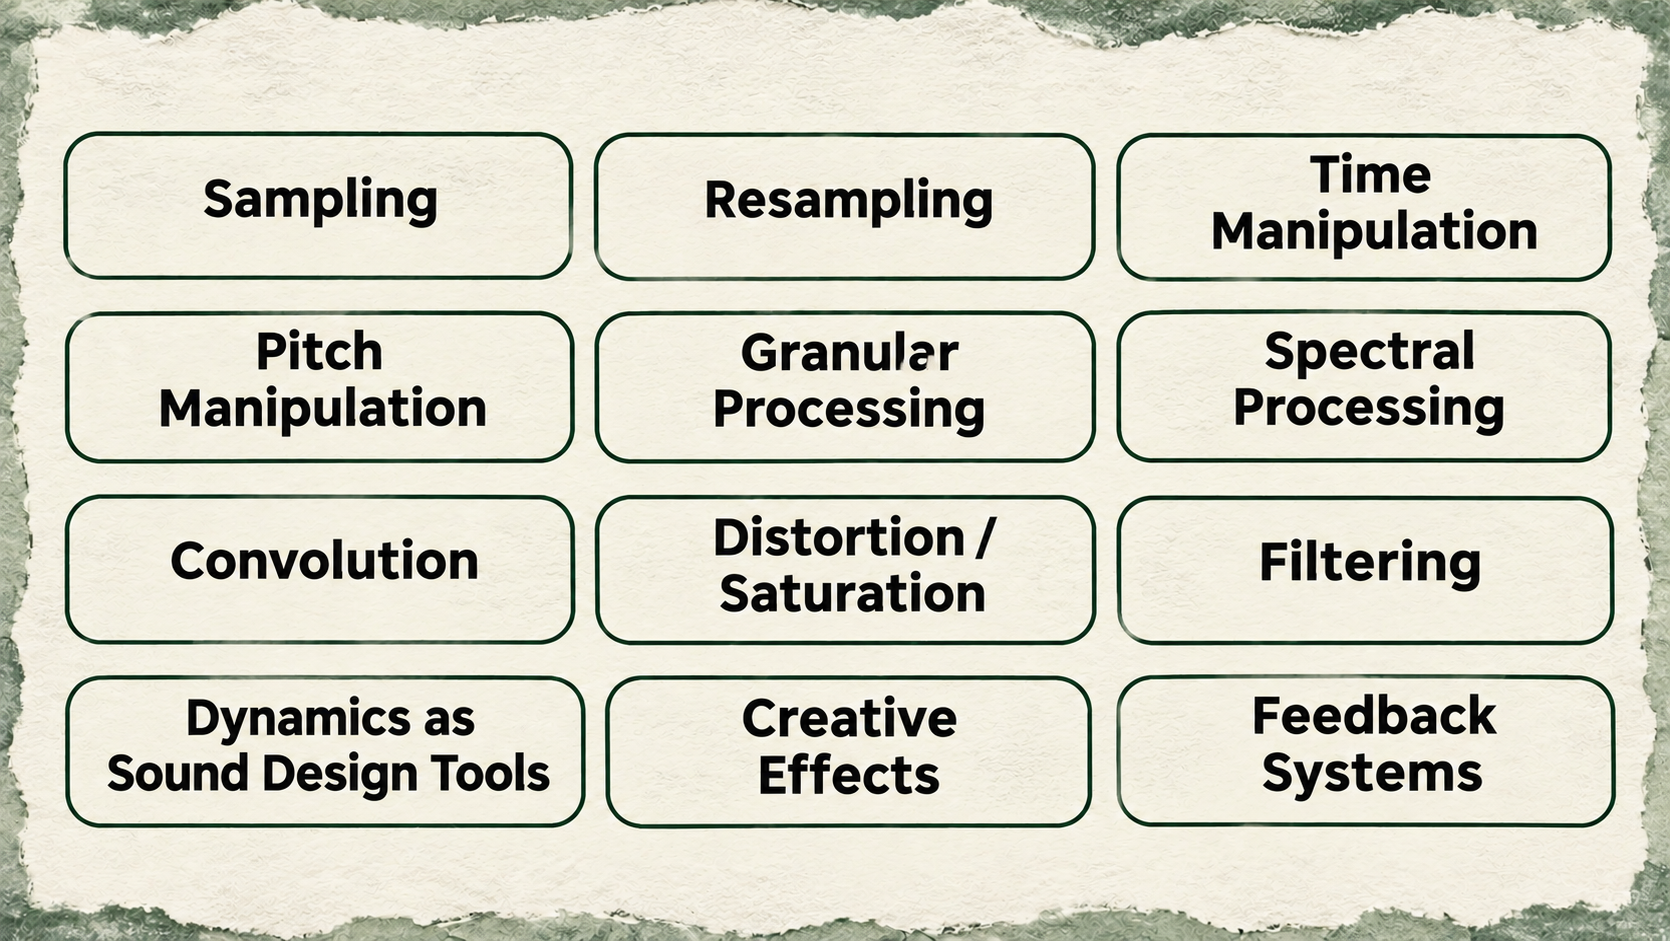 Sampling
Resampling
Time
Manipulation
Pitch
Manipulation
Granular
Processing
Spectral
Processing
Convolution
Distortion /
Saturation
Filtering
Dynamics as
Sound Design Tools
Creative
Effects
Feedback
Systems